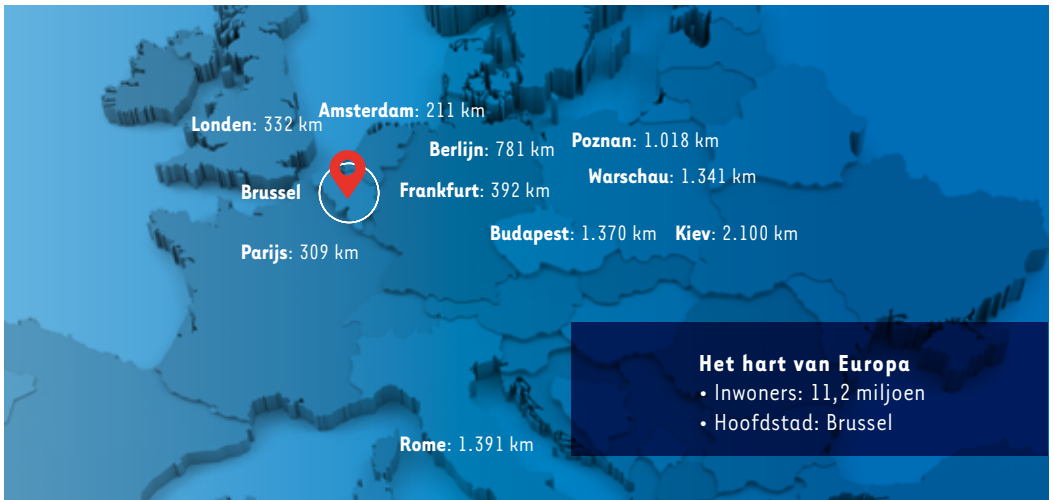 Amsterdam: 211 km
Londen: 332 km
Berlijn: 781 km
Poznan: 1.018 km
Warschau: 1.341 km
Brussel
Frankfurt: 392 km
Budapest: 1.370 km
Kiev: 2.100 km
Parijs: 309 km
Het hart van Europa
• Inwoners: 11,2 miljoen
• Hoofdstad: Brussel
Rome: 1.391 km